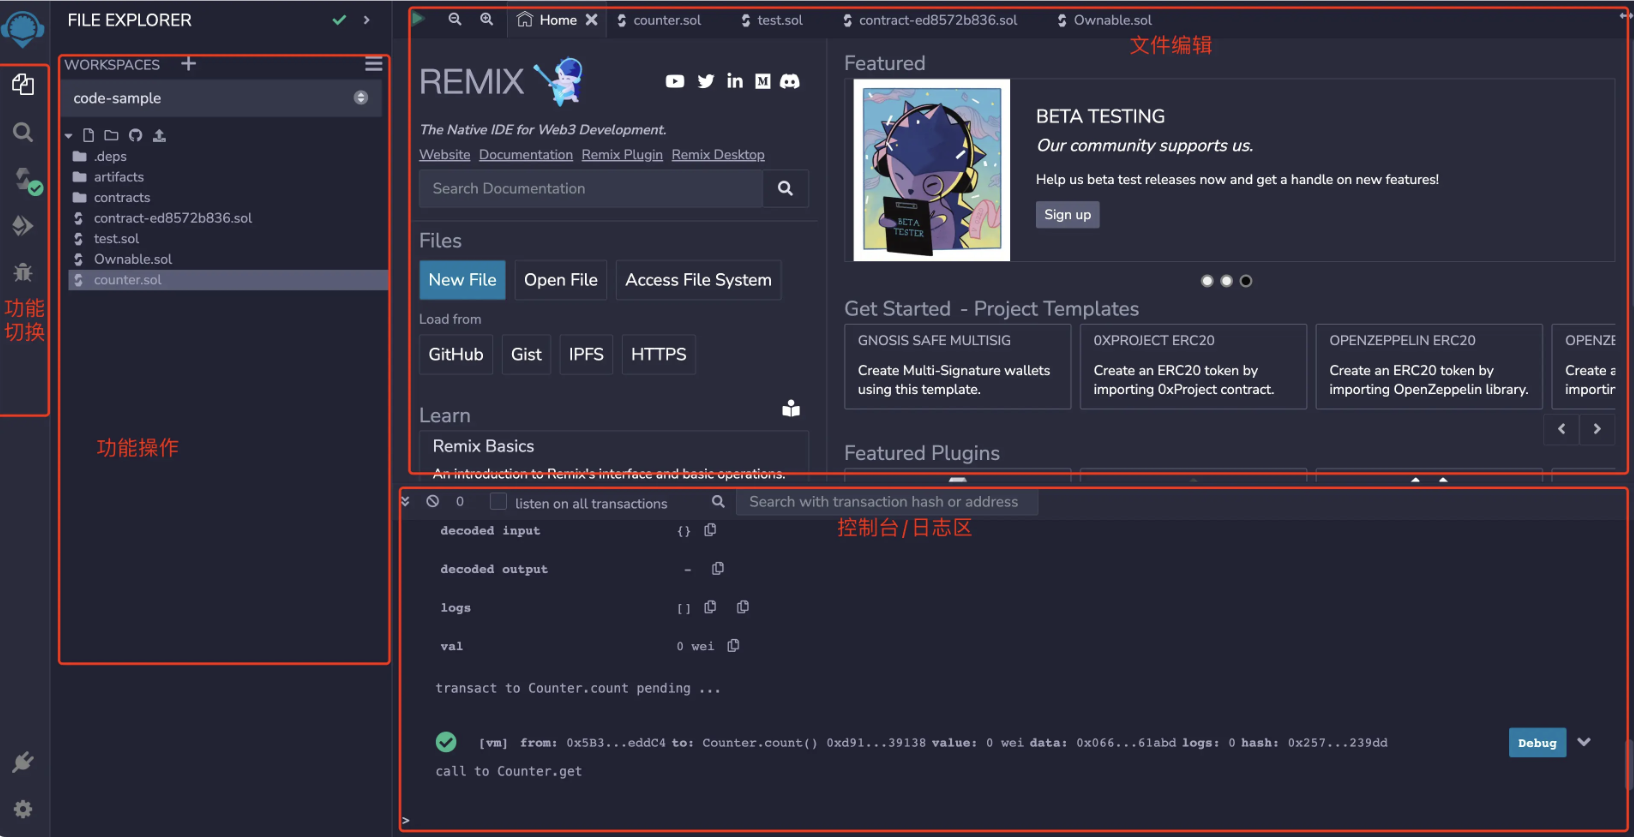 FILE EXPLORER
Home
counter.sol
test.sol
contract-ed8572b836.sol
Ownable.sol
文件编辑
WORKSPACES
code-sample
.deps
artifacts
contracts
contract-ed8572b836.sol
test.sol
Ownable.sol
counter.sol
功能
切换
功能操作
REMIX
The Native IDE for Web3 Development.
Website Documentation Remix Plugin Remix Desktop
Search Documentation
Files
New File Open File Access File System
Load from
GitHub Gist IPFS HTTPS
Learn
Remix Basics
An introduction to Remix's interface and basic operations.
Featured
BETA
TESTER
BETA TESTING
Our community supports us.
Help us beta test releases now and get a handle on new features!
Sign up
Get Started - Project Templates
GNOSIS SAFE MULTISIG
Create Multi-Signature wallets
using this template.
0XPROJECT ERC20
Create an ERC20 token by
importing 0xProject contract.
OPENZEPPELIN ERC20
Create an ERC20 token by
importing OpenZeppelin library.
OPENZE
Create a
importin
Featured Plugins
0 listen on all transactions Search with transaction hash or address
控制台/日志区
decoded input {}
decoded output -
logs []
val 0 wei
transact to Counter.count pending ...
[vm] from: 0x5B3...eddC4 to: Counter.count() 0xd91...39138 value: 0 wei data: 0x066...61abd logs: 0 hash: 0x257...239dd
Debug
call to Counter.get
>